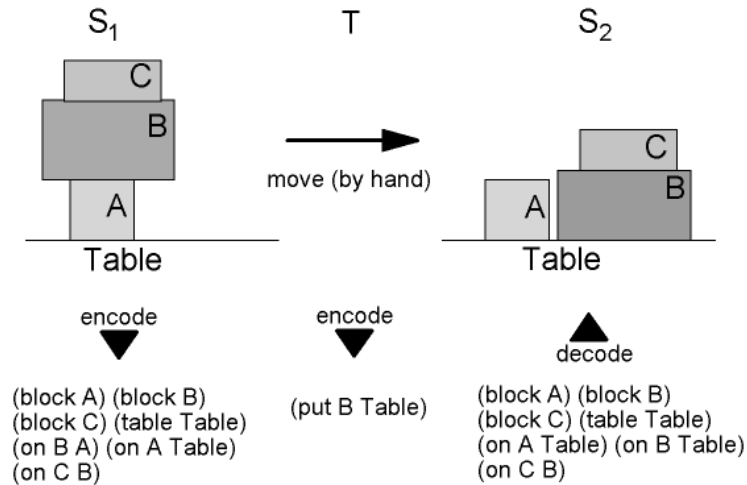 S1 T S2
C
B
A
move (by hand)
C
A B
Table Table
encode encode
decode
(block A) (block B)
(block C) (table Table)
(on B A) (on A Table)
(on C B)
(put B Table)
(block A) (block B)
(block C) (table Table)
(on A Table) (on B Table)
(on C B)